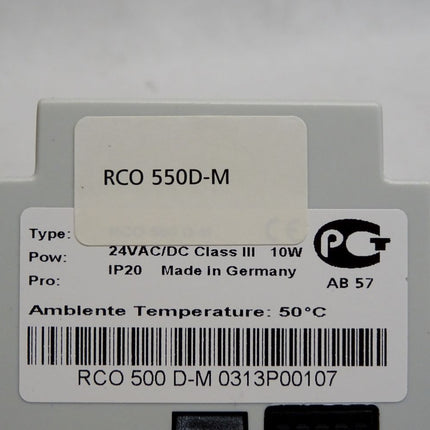 RCO 550D-M
Type:
Pow: 24VAC/DC Class III 10W
Pro: IP20 Made in Germany
PCT
AB 57
Ambiente Temperature: 50°C
RCO 500 D-M 0313P00107